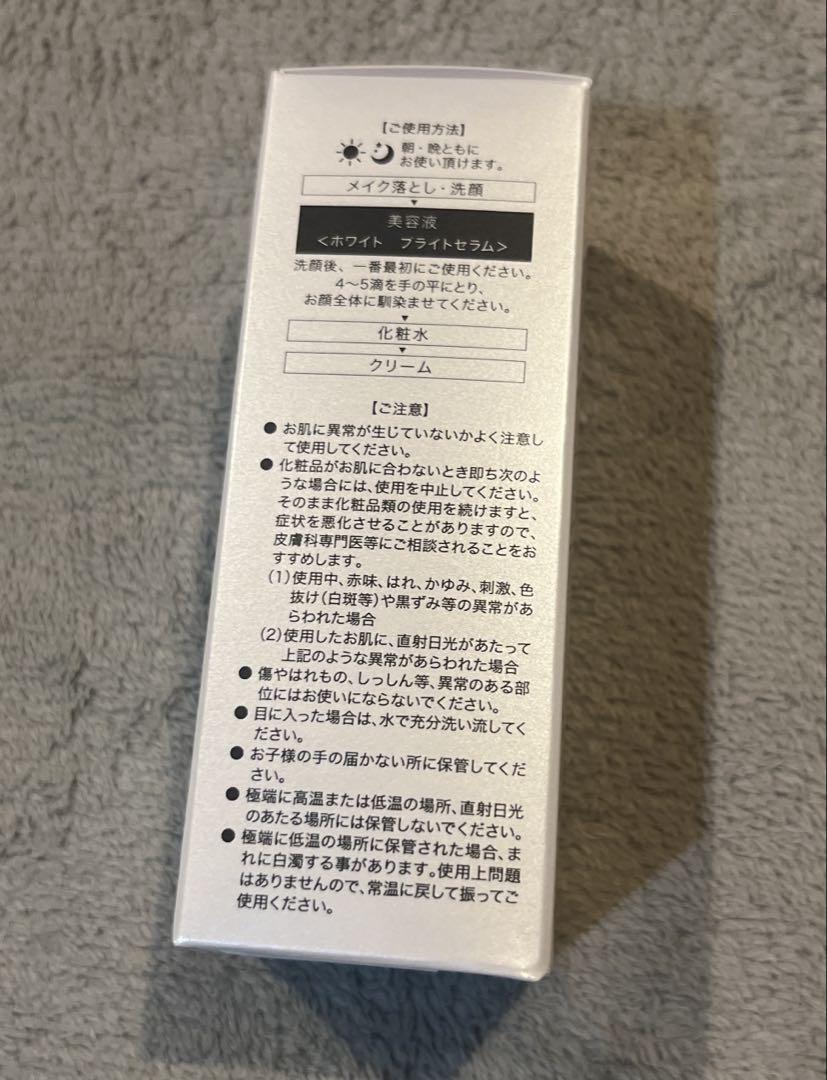 【ご使用方法】
朝・晩ともに
お使い頂けます。
メイク落とし・洗顔
美容液
＜ホワイト　ブライトセラム＞
洗顔後、一番最初にご使用ください。
4〜5滴を手の平にとり、
お顔全体に馴染ませてください。
化粧水
クリーム
【ご注意】
● お肌に異常が生じていないかよく注意し
て使用してください。
● 化粧品がお肌に合わないとき即ち次のよ
うな場合には、使用を中止してください。
そのまま化粧品類の使用を続けますと、
症状を悪化させることがありますので、
皮膚科専門医等にご相談されることをお
すすめします。
(1)使用中、赤味、はれ、かゆみ、刺激、色
抜け(白斑等)や黒ずみ等の異常があ
らわれた場合
(2)使用したお肌に、直射日光があたって
上記のような異常があらわれた場合
● 傷やはれもの、しっしん等、異常のある部
位にはお使いにならないでください。
● 目に入った場合は、水で充分洗い流してく
ださい。
● お子様の手の届かない所に保管してくだ
さい。
● 極端に高温または低温の場所、直射日光
のあたる場所には保管しないでください。
● 極端に低温の場所に保管された場合、ま
れに白濁する事があります。使用上問題
はありませんので、常温に戻して振ってご
使用ください。